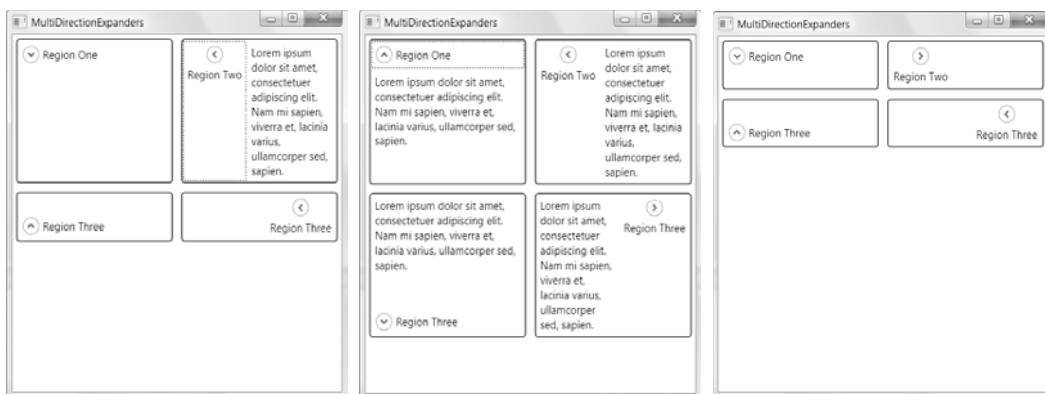 MultiDirectionExpanders
Region One
Region Two
Lorem ipsum
dolor sit amet,
consectetuer
adipiscing elit.
Nam mi sapien,
viverra et, lacinia
varius,
ullamcorper sed,
sapien.
Region Three
Region Three
MultiDirectionExpanders
Region One
Lorem ipsum dolor sit amet,
consectetuer adipiscing elit.
Nam mi sapien, viverra et,
lacinia varius, ullamcorper sed,
sapien.
Region Two
Lorem ipsum
dolor sit amet,
consectetuer
adipiscing elit.
Nam mi sapien,
viverra et, lacinia
varius,
ullamcorper sed,
sapien.
Lorem ipsum dolor sit amet,
consectetuer adipiscing elit.
Nam mi sapien, viverra et,
lacinia varius, ullamcorper sed,
sapien.
Region Three
Lorem ipsum
dolor sit amet,
consectetuer
adipiscing elit.
Nam mi sapien,
viverra et,
lacinia varius,
ullamcorper
sed, sapien.
Region Three
MultiDirectionExpanders
Region One
Region Two
Region Three
Region Three